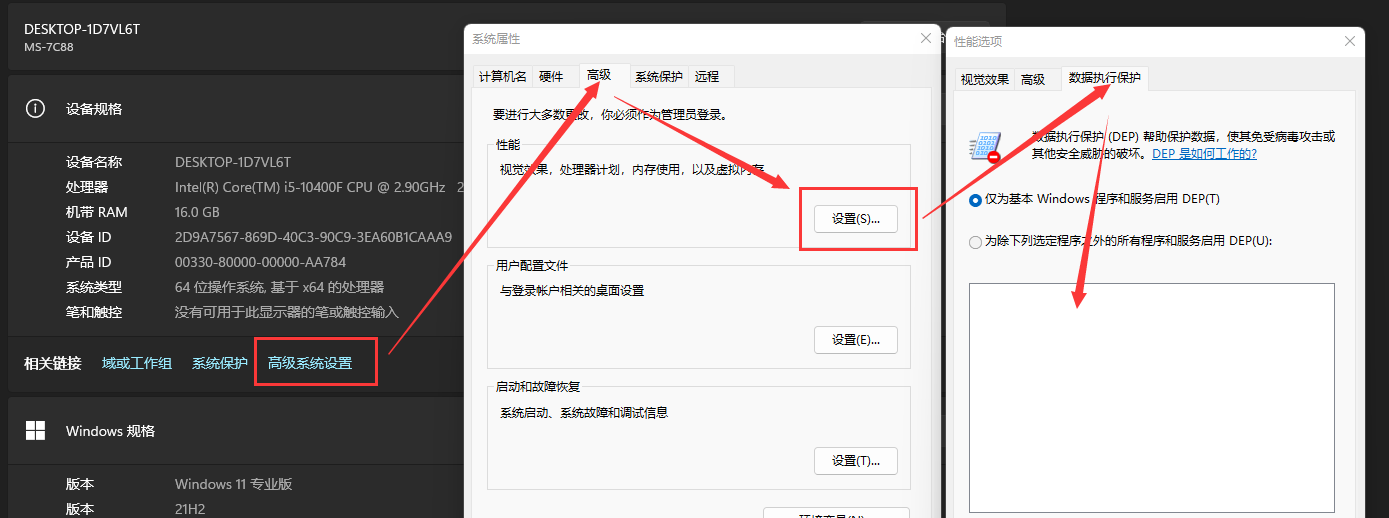 DESKTOP-1D7VL6T
MS-7C88
设备规格
设备名称 DESKTOP-1D7VL6T
处理器 Intel(R) Core(TM) i5-10400F CPU @ 2.90GHz 2
机带 RAM 16.0 GB
设备 ID 2D9A7567-869D-40C3-90C9-3EA60B1CAAA9
产品 ID 00330-80000-00000-AA784
系统类型 64 位操作系统, 基于 x64 的处理器
笔和触控 没有可用于此显示器的笔或触控输入
相关链接 域或工作组 系统保护 高级系统设置
Windows 规格
版本 Windows 11 专业版
版本 21H2
系统属性
计算机名 硬件 高级 系统保护 远程
要进行大多数更改，你必须作为管理员登录。
性能
视觉效果，处理器计划，内存使用，以及虚拟内存
设置(S)...
用户配置文件
与登录帐户相关的桌面设置
设置(E)...
启动和故障恢复
系统启动、系统故障和调试信息
设置(T)...
性能选项
视觉效果 高级 数据执行保护
数据执行保护 (DEP) 帮助保护数据，使其免受病毒攻击或
其他安全威胁的破坏。DEP 是如何工作的?
仅为基本 Windows 程序和服务启用 DEP(T)
为除下列选定程序之外的所有程序和服务启用 DEP(U):